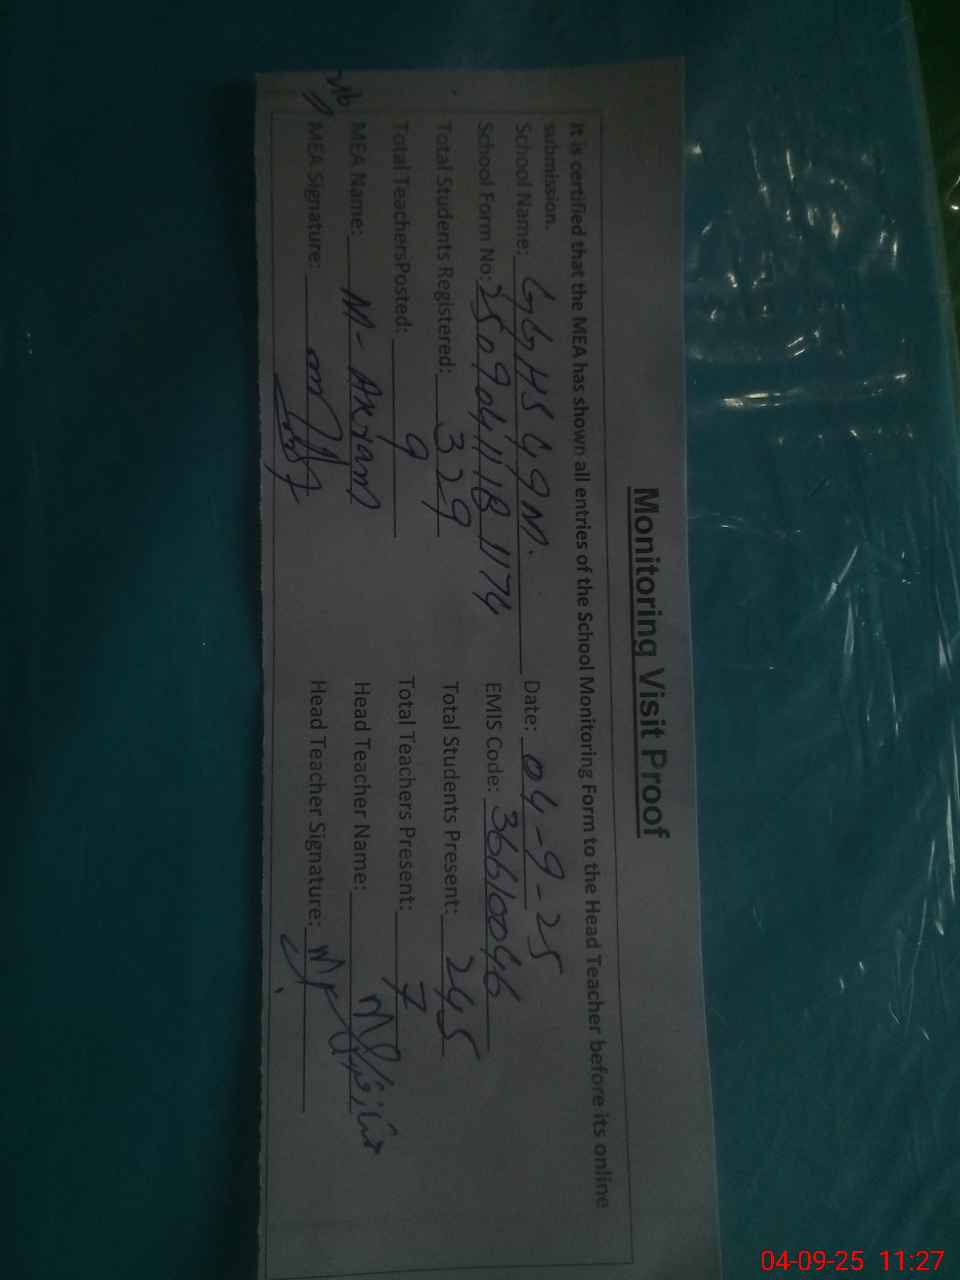 Monitoring Visit Proof
It is certified that the MEA has shown all entries of the School Monitoring Form to the Head Teacher before its online
submission.
School Name: GGHS 49 M. Date: 04-9-25
School Form No: EMIS Code: 36610046
Total Students Registered: 329 Total Students Present: 245
Total TeachersPosted: 9 Total Teachers Present: 7
MEA Name: M- Akram Head Teacher Name:
MEA Signature: Head Teacher Signature:
04-09-25 11:27